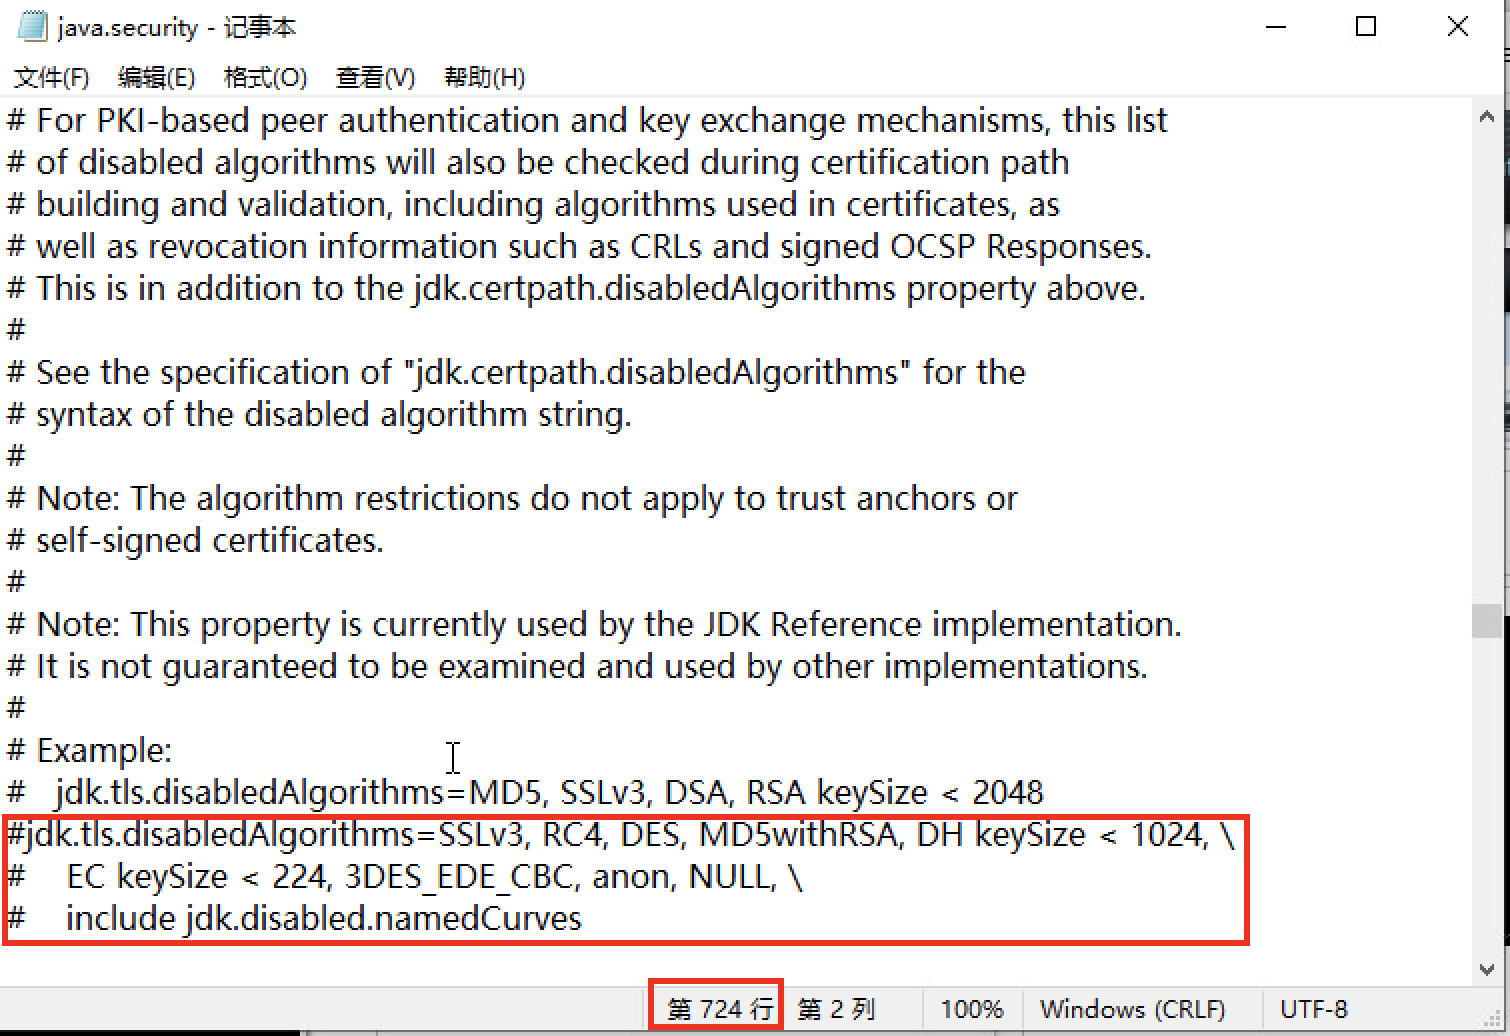 java.security - 记事本
文件(F) 编辑(E) 格式(O) 查看(V) 帮助(H)
# For PKI-based peer authentication and key exchange mechanisms, this list
# of disabled algorithms will also be checked during certification path
# building and validation, including algorithms used in certificates, as
# well as revocation information such as CRLs and signed OCSP Responses.
# This is in addition to the jdk.certpath.disabledAlgorithms property above.
#
# See the specification of "jdk.certpath.disabledAlgorithms" for the
# syntax of the disabled algorithm string.
#
# Note: The algorithm restrictions do not apply to trust anchors or
# self-signed certificates.
#
# Note: This property is currently used by the JDK Reference implementation.
# It is not guaranteed to be examined and used by other implementations.
#
# Example:
#   jdk.tls.disabledAlgorithms=MD5, SSLv3, DSA, RSA keySize < 2048
#jdk.tls.disabledAlgorithms=SSLv3, RC4, DES, MD5withRSA, DH keySize < 1024, \
#    EC keySize < 224, 3DES_EDE_CBC, anon, NULL, \
#    include jdk.disabled.namedCurves
第 724 行 第 2 列 100% Windows (CRLF) UTF-8